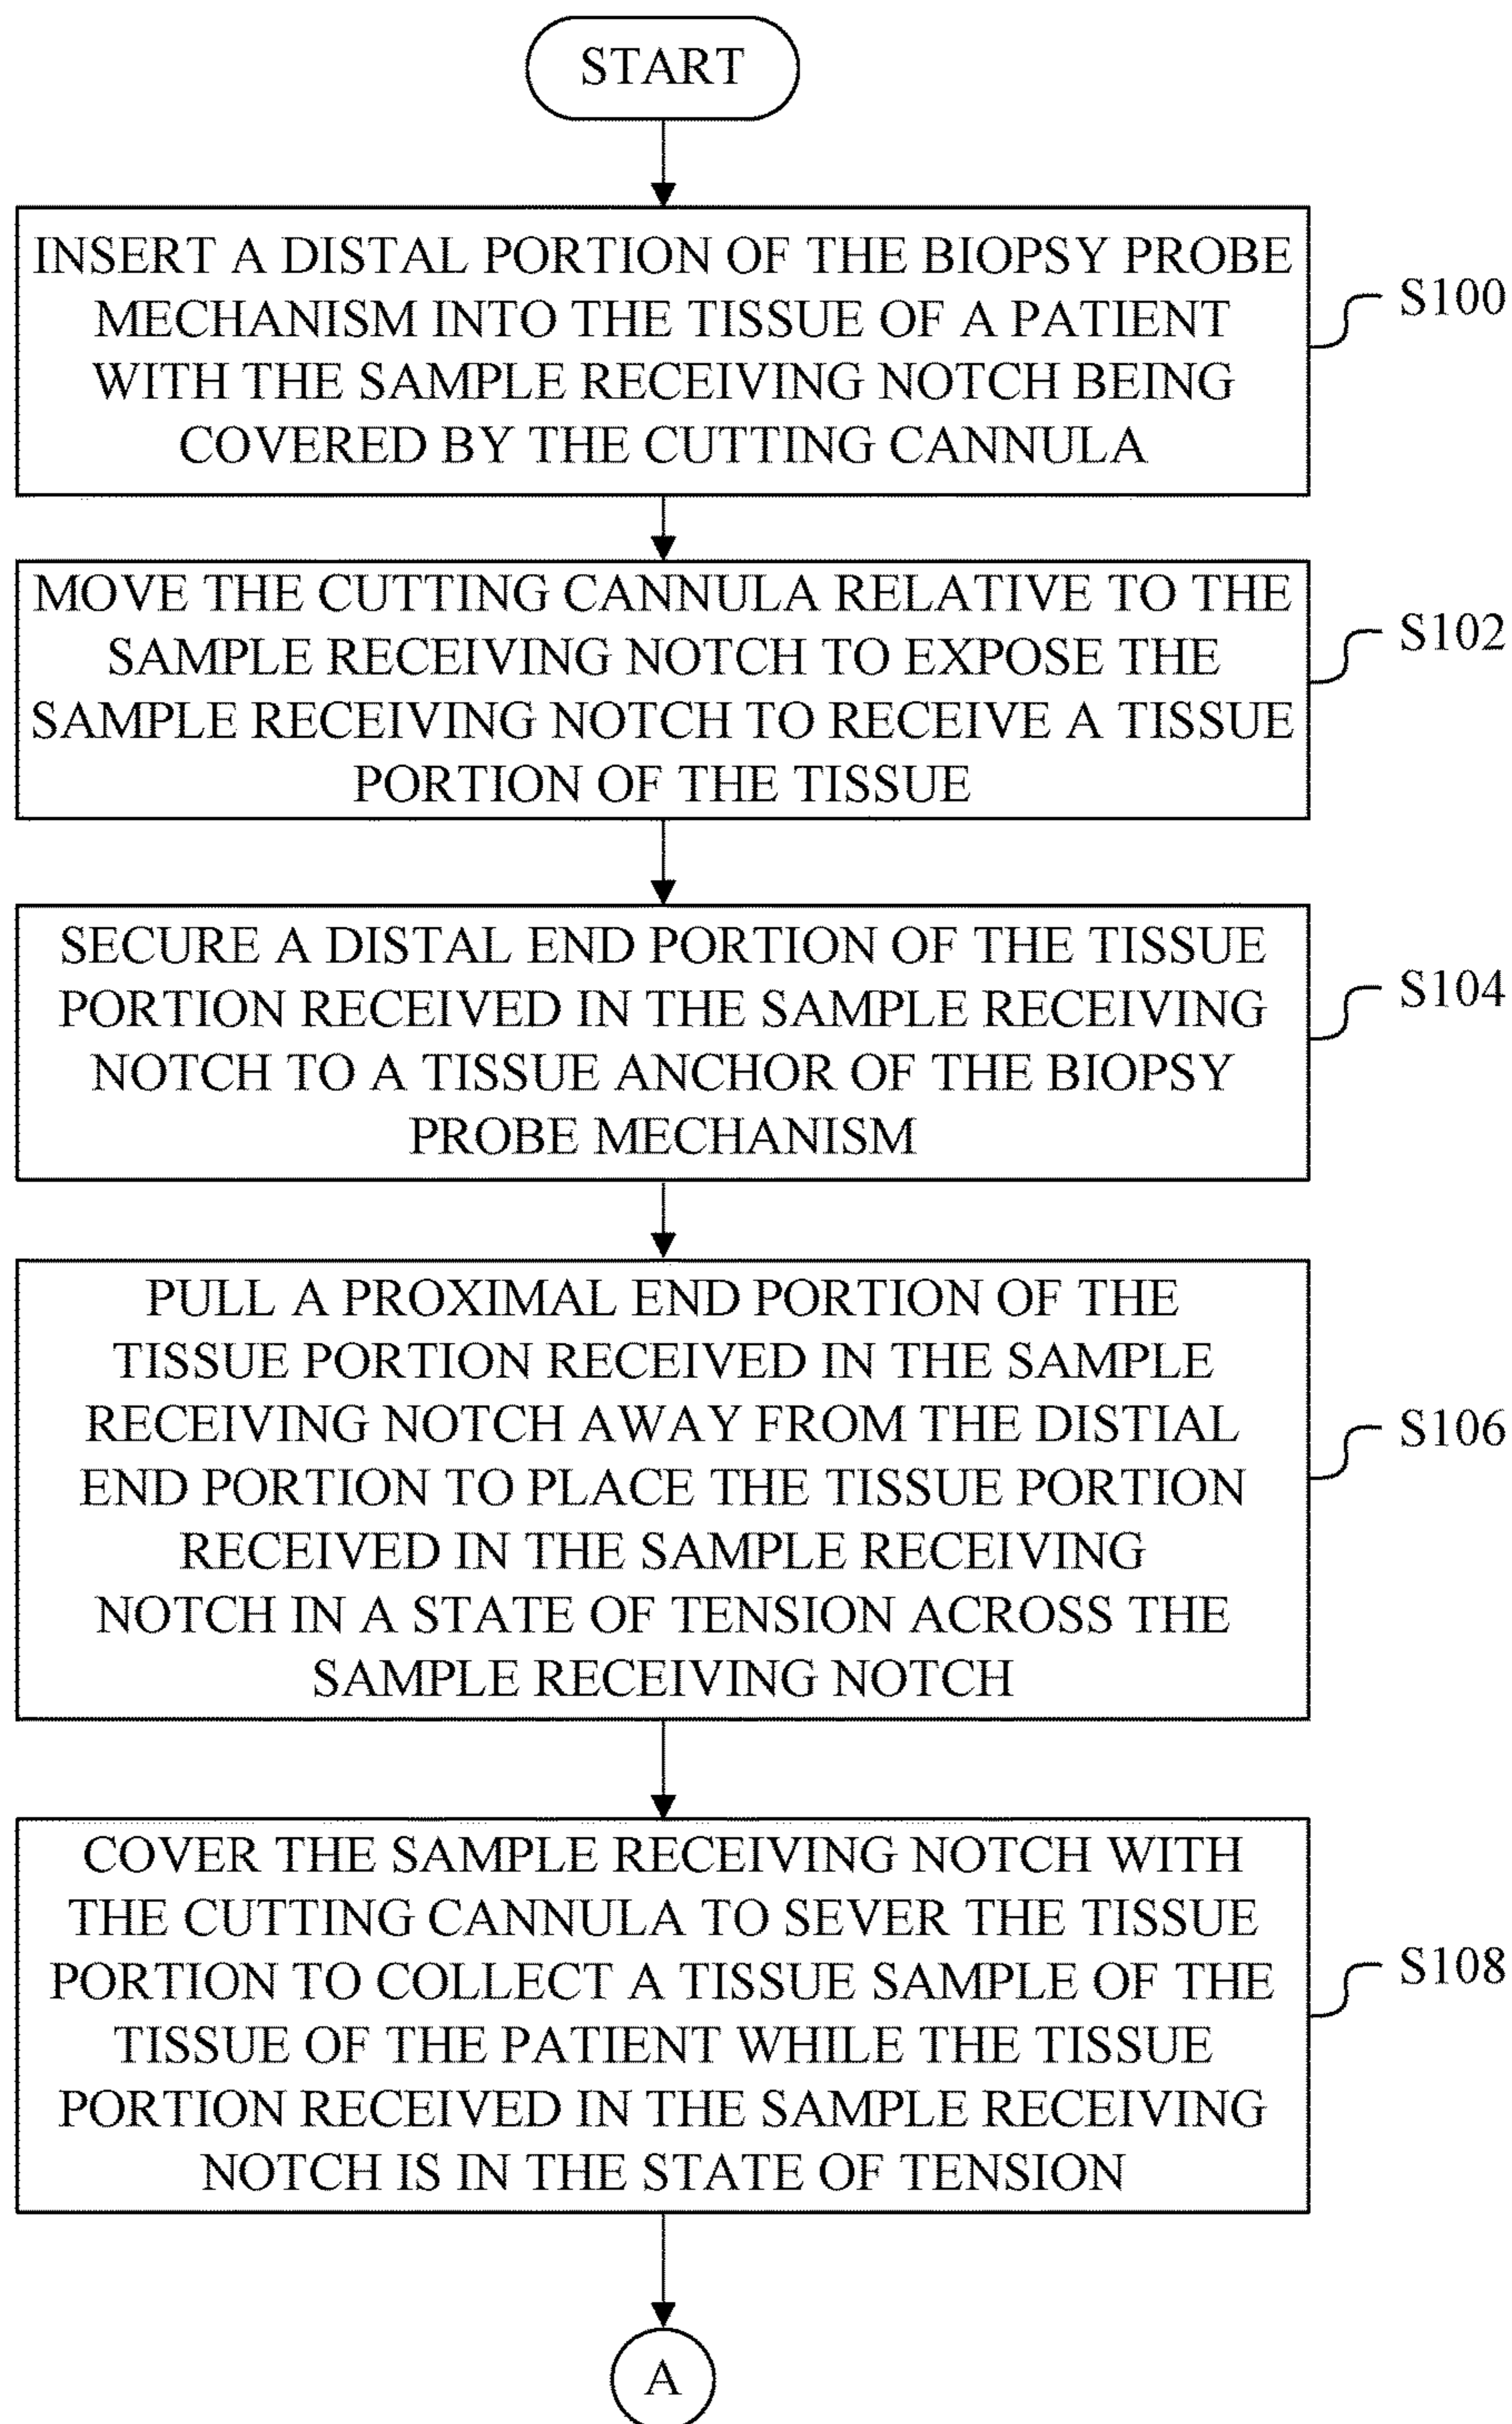 START
INSERT A DISTAL PORTION OF THE BIOPSY PROBE
MECHANISM INTO THE TISSUE OF A PATIENT
WITH THE SAMPLE RECEIVING NOTCH BEING
COVERED BY THE CUTTING CANNULA
S100
MOVE THE CUTTING CANNULA RELATIVE TO THE
SAMPLE RECEIVING NOTCH TO EXPOSE THE
SAMPLE RECEIVING NOTCH TO RECEIVE A TISSUE
PORTION OF THE TISSUE
S102
SECURE A DISTAL END PORTION OF THE TISSUE
PORTION RECEIVED IN THE SAMPLE RECEIVING
NOTCH TO A TISSUE ANCHOR OF THE BIOPSY
PROBE MECHANISM
S104
PULL A PROXIMAL END PORTION OF THE
TISSUE PORTION RECEIVED IN THE SAMPLE
RECEIVING NOTCH AWAY FROM THE DISTIAL
END PORTION TO PLACE THE TISSUE PORTION
RECEIVED IN THE SAMPLE RECEIVING
NOTCH IN A STATE OF TENSION ACROSS THE
SAMPLE RECEIVING NOTCH
S106
COVER THE SAMPLE RECEIVING NOTCH WITH
THE CUTTING CANNULA TO SEVER THE TISSUE
PORTION TO COLLECT A TISSUE SAMPLE OF THE
TISSUE OF THE PATIENT WHILE THE TISSUE
PORTION RECEIVED IN THE SAMPLE RECEIVING
NOTCH IS IN THE STATE OF TENSION
S108
A